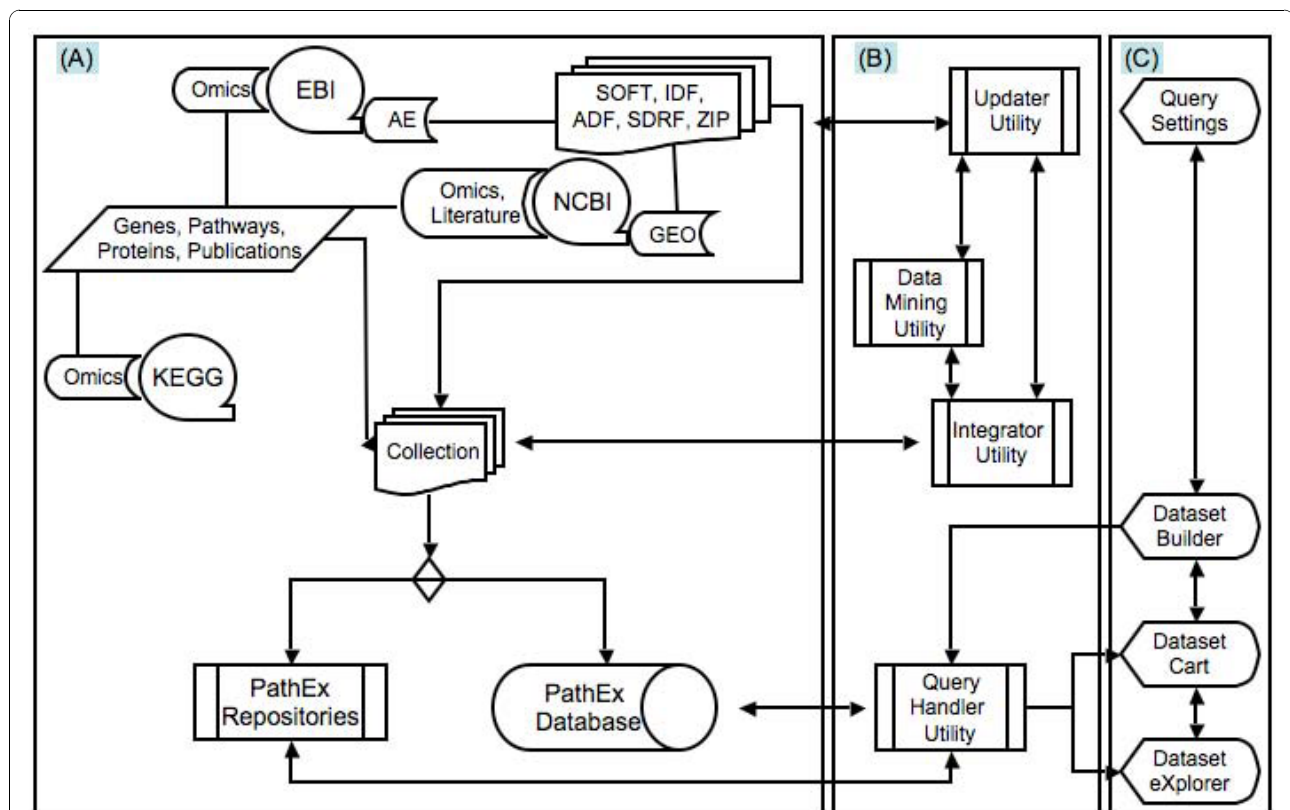 (A)
Omics
EBI
AE
SOFT, IDF,
ADF, SDRF, ZIP
Omics,
Literature
NCBI
GEO
Genes, Pathways,
Proteins, Publications
Omics
KEGG
Collection
PathEx
Repositories
PathEx
Database
(B)
Updater
Utility
Data
Mining
Utility
Integrator
Utility
Query
Handler
Utility
(C)
Query
Settings
Dataset
Builder
Dataset
Cart
Dataset
eXplorer